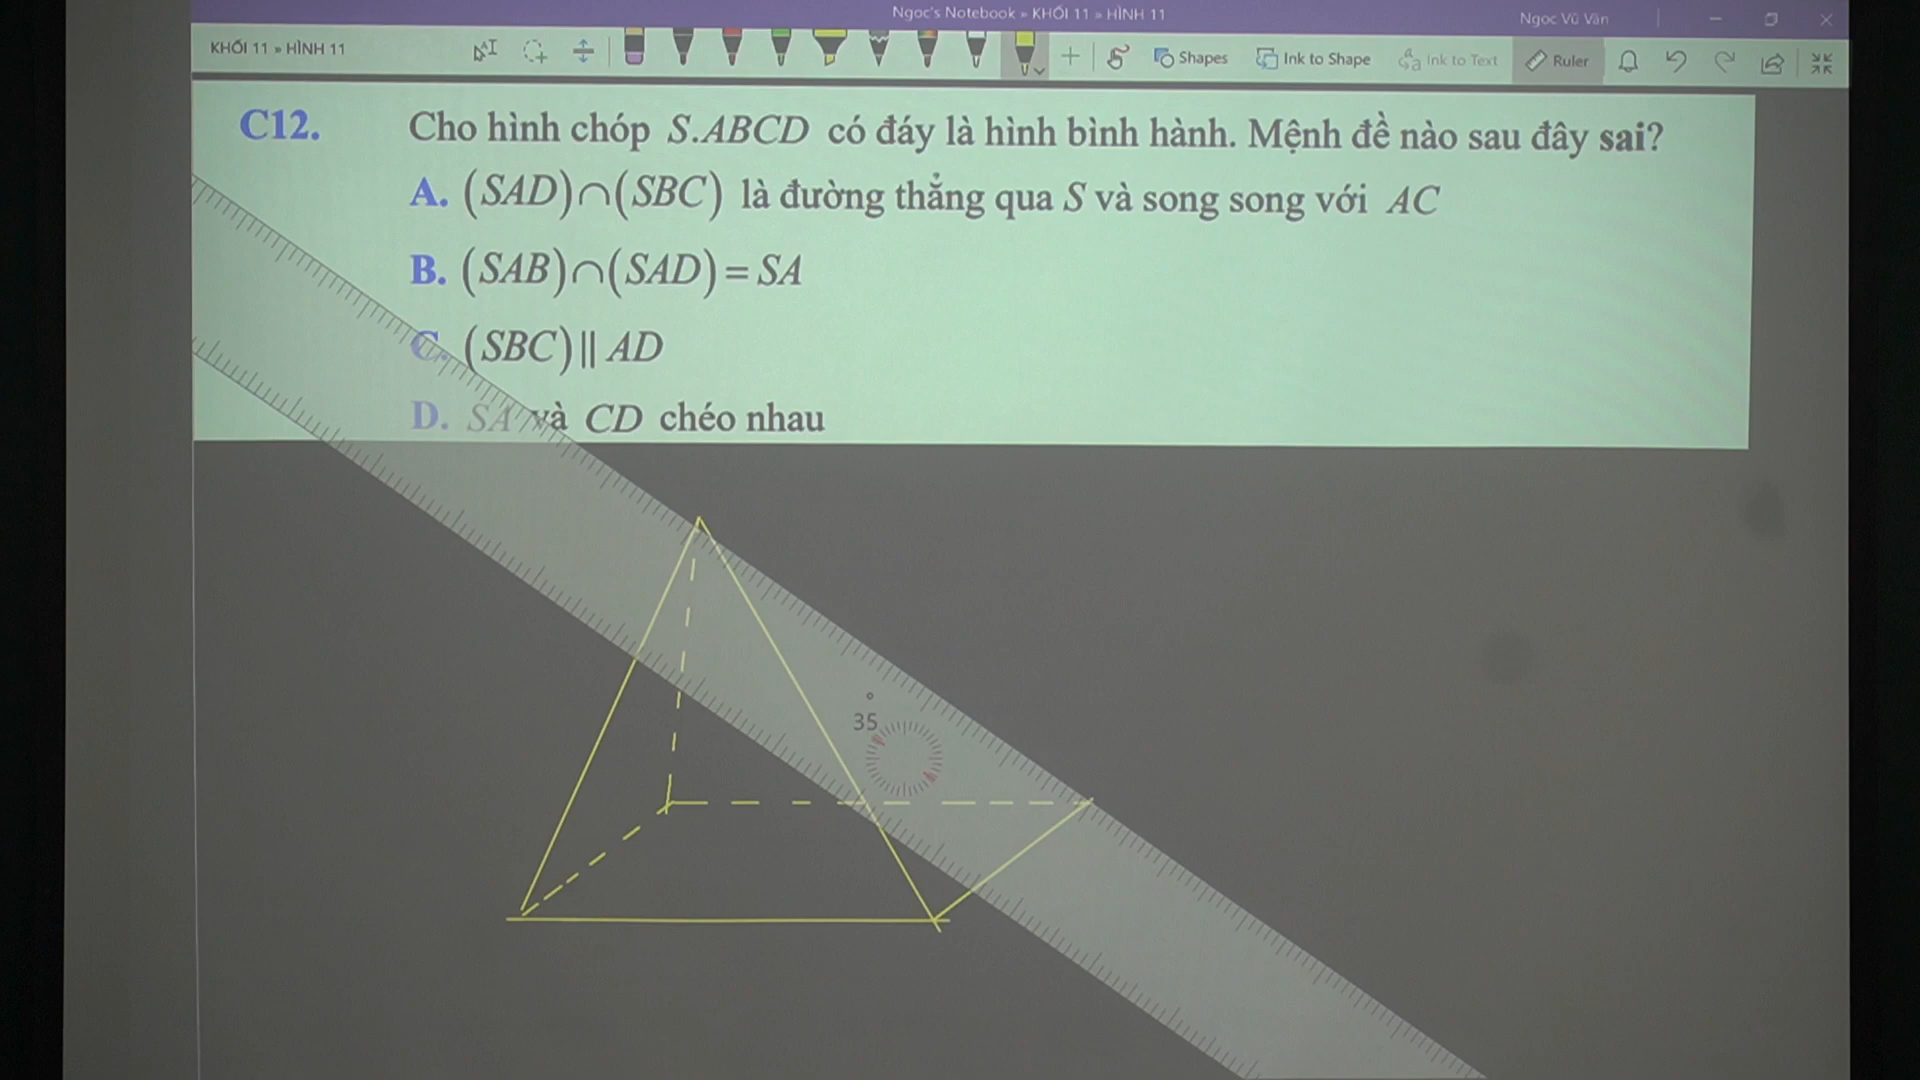 Ngoc's Notebook » KHỐI 11 » HÌNH 11
Ngoc Vũ Văn
KHỐI 11 » HÌNH 11
Shapes
Ink to Shape
Ink to Text
Ruler
C12. Cho hình chóp S.ABCD có đáy là hình bình hành. Mệnh đề nào sau đây sai?
A. (SAD)∩(SBC) là đường thẳng qua S và song song với AC
B. (SAB)∩(SAD)=SA
C. (SBC)|| AD
D. SA và CD chéo nhau
35°